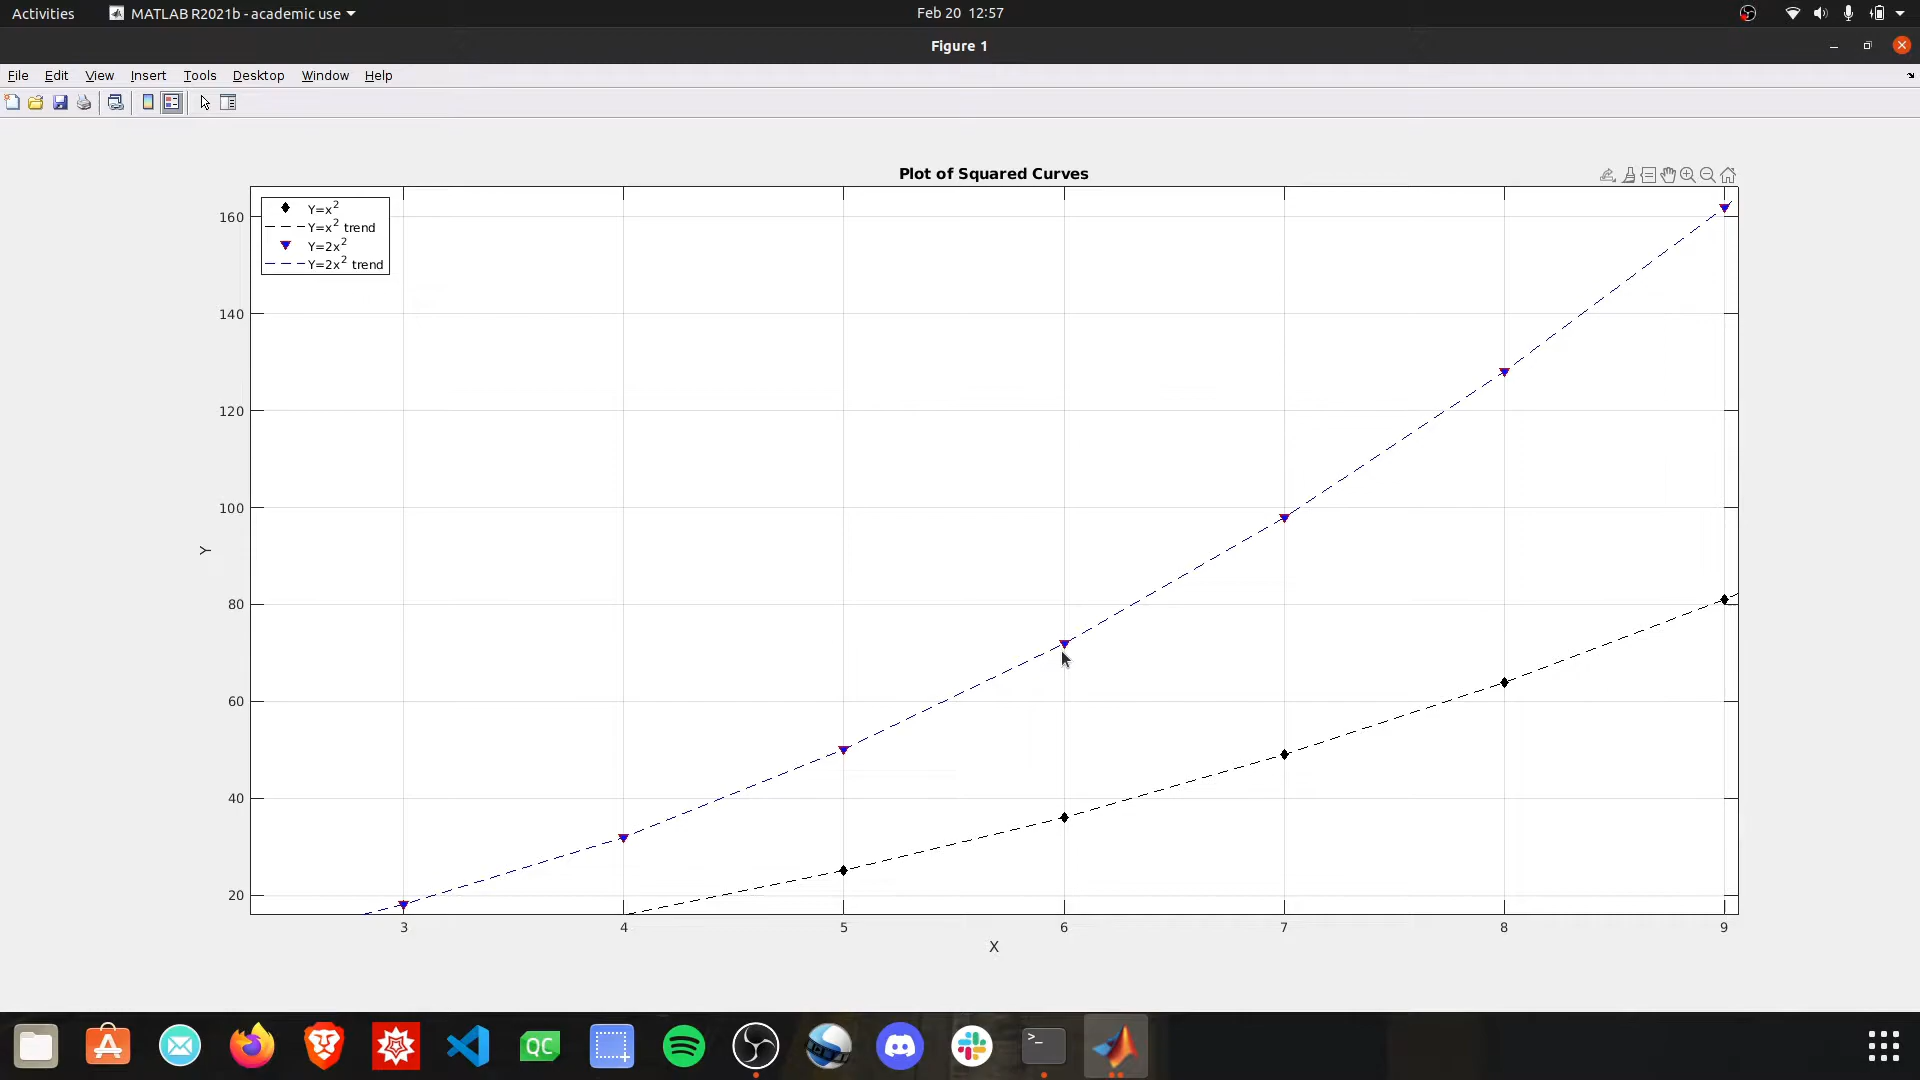 Activities
MATLAB R2021b - academic use
Feb 20 12:57
Figure 1
File Edit View Insert Tools Desktop Window Help
Plot of Squared Curves
Y=x²
Y=x² trend
Y=2x²
Y=2x² trend
160
140
120
100
80
60
40
20
Y
3 4 5 6 7 8 9
X
QC
>_